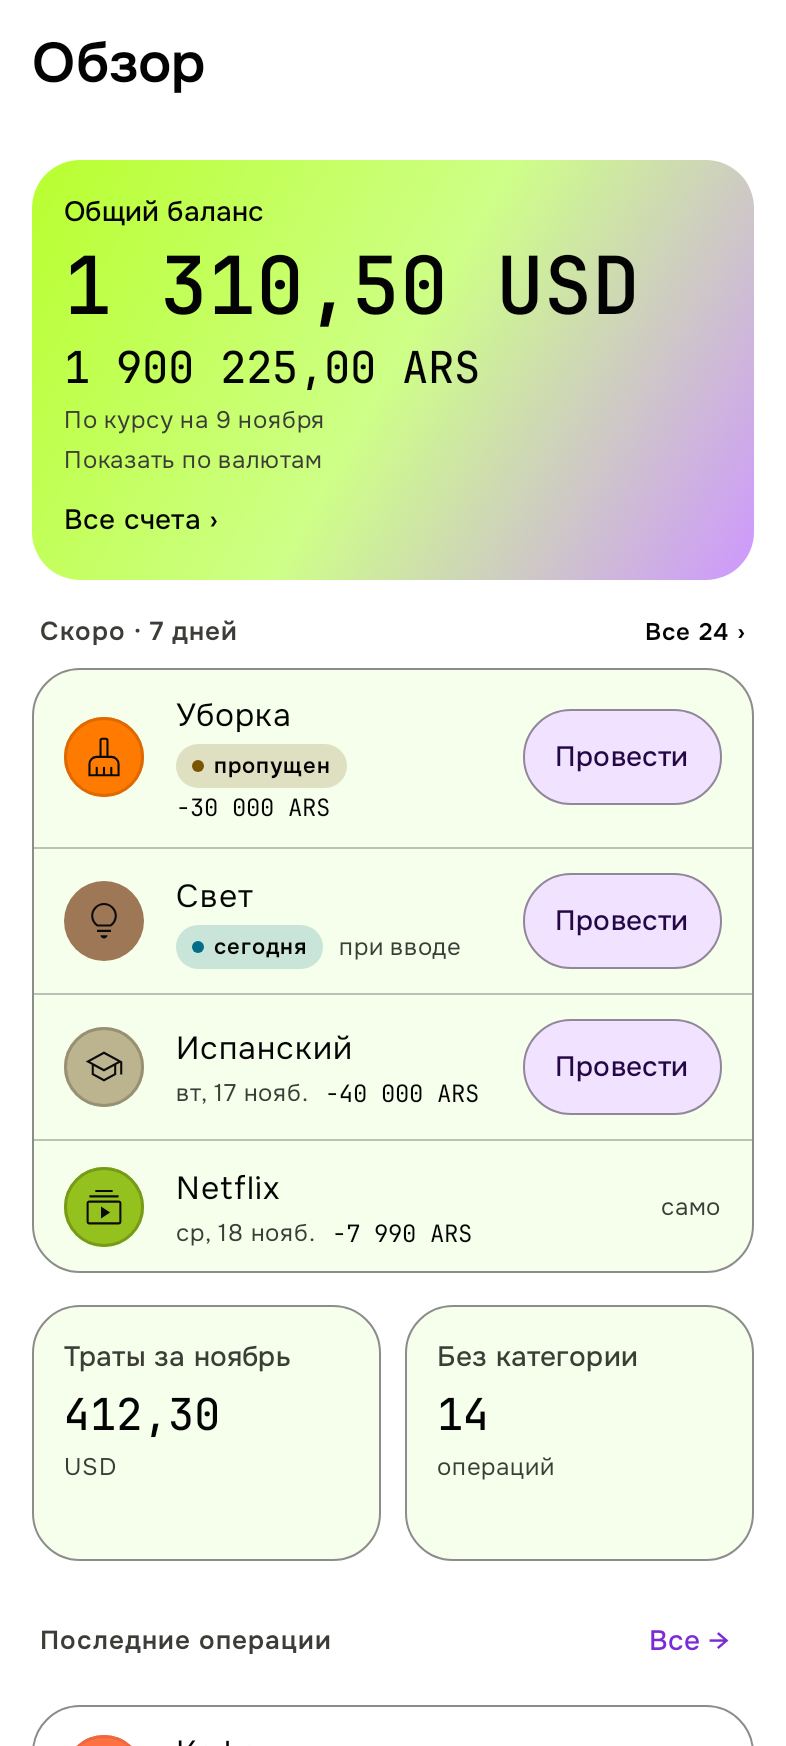 Обзор
Общий баланс
1 310,50 USD
1 900 225,00 ARS
По курсу на 9 ноября
Показать по валютам
Все счета ›
Скоро · 7 дней
Все 24 ›
Уборка
пропущен
-30 000 ARS
Провести
Свет
сегодня при вводе
Провести
Испанский
вт, 17 нояб. -40 000 ARS
Провести
Netflix
ср, 18 нояб. -7 990 ARS
само
Траты за ноябрь
412,30
USD
Без категории
14
операций
Последние операции
Все →